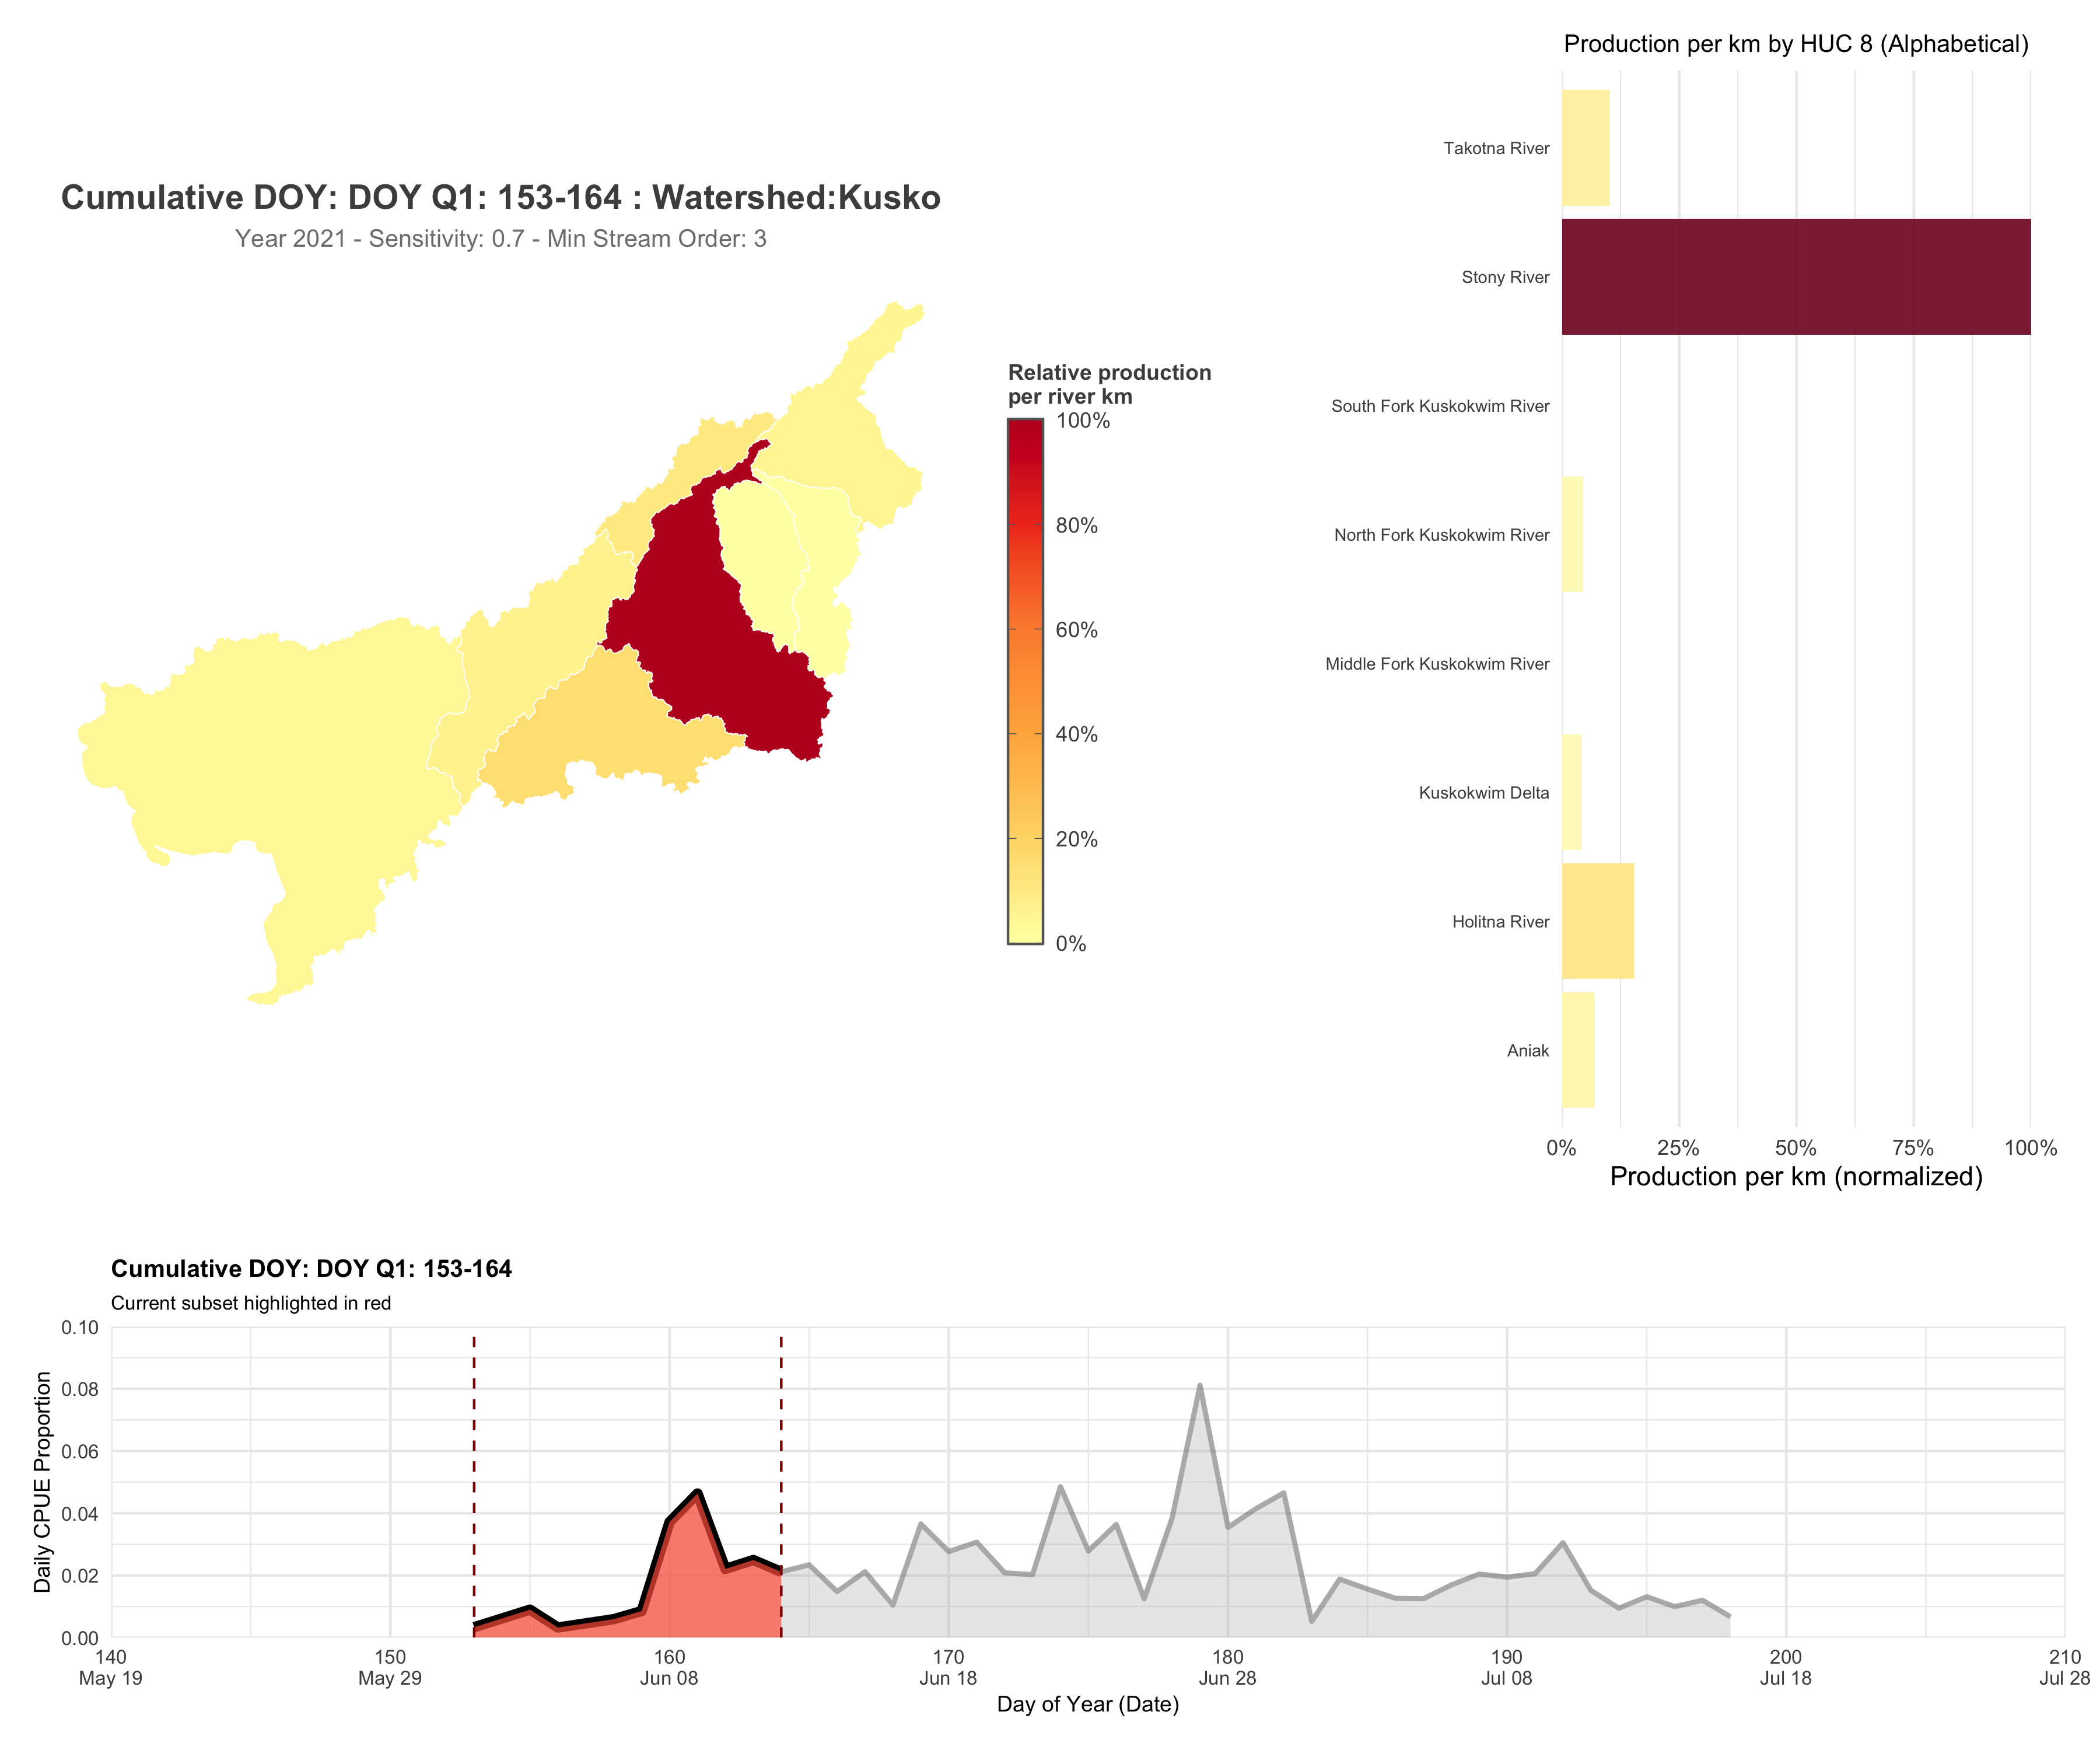 Production per km by HUC 8 (Alphabetical)
Takotna River
Stony River
South Fork Kuskokwim River
North Fork Kuskokwim River
Middle Fork Kuskokwim River
Kuskokwim Delta
Holitna River
Aniak
0% 25% 50% 75% 100%
Production per km (normalized)
Cumulative DOY: DOY Q1: 153-164 : Watershed:Kusko
Year 2021 - Sensitivity: 0.7 - Min Stream Order: 3
Relative production
per river km
100%
80%
60%
40%
20%
0%
Cumulative DOY: DOY Q1: 153-164
Current subset highlighted in red
Daily CPUE Proportion
0.10
0.08
0.06
0.04
0.02
0.00
140 150 160 170 180 190 200 210
May 19 May 29 Jun 08 Jun 18 Jun 28 Jul 08 Jul 18 Jul 28
Day of Year (Date)